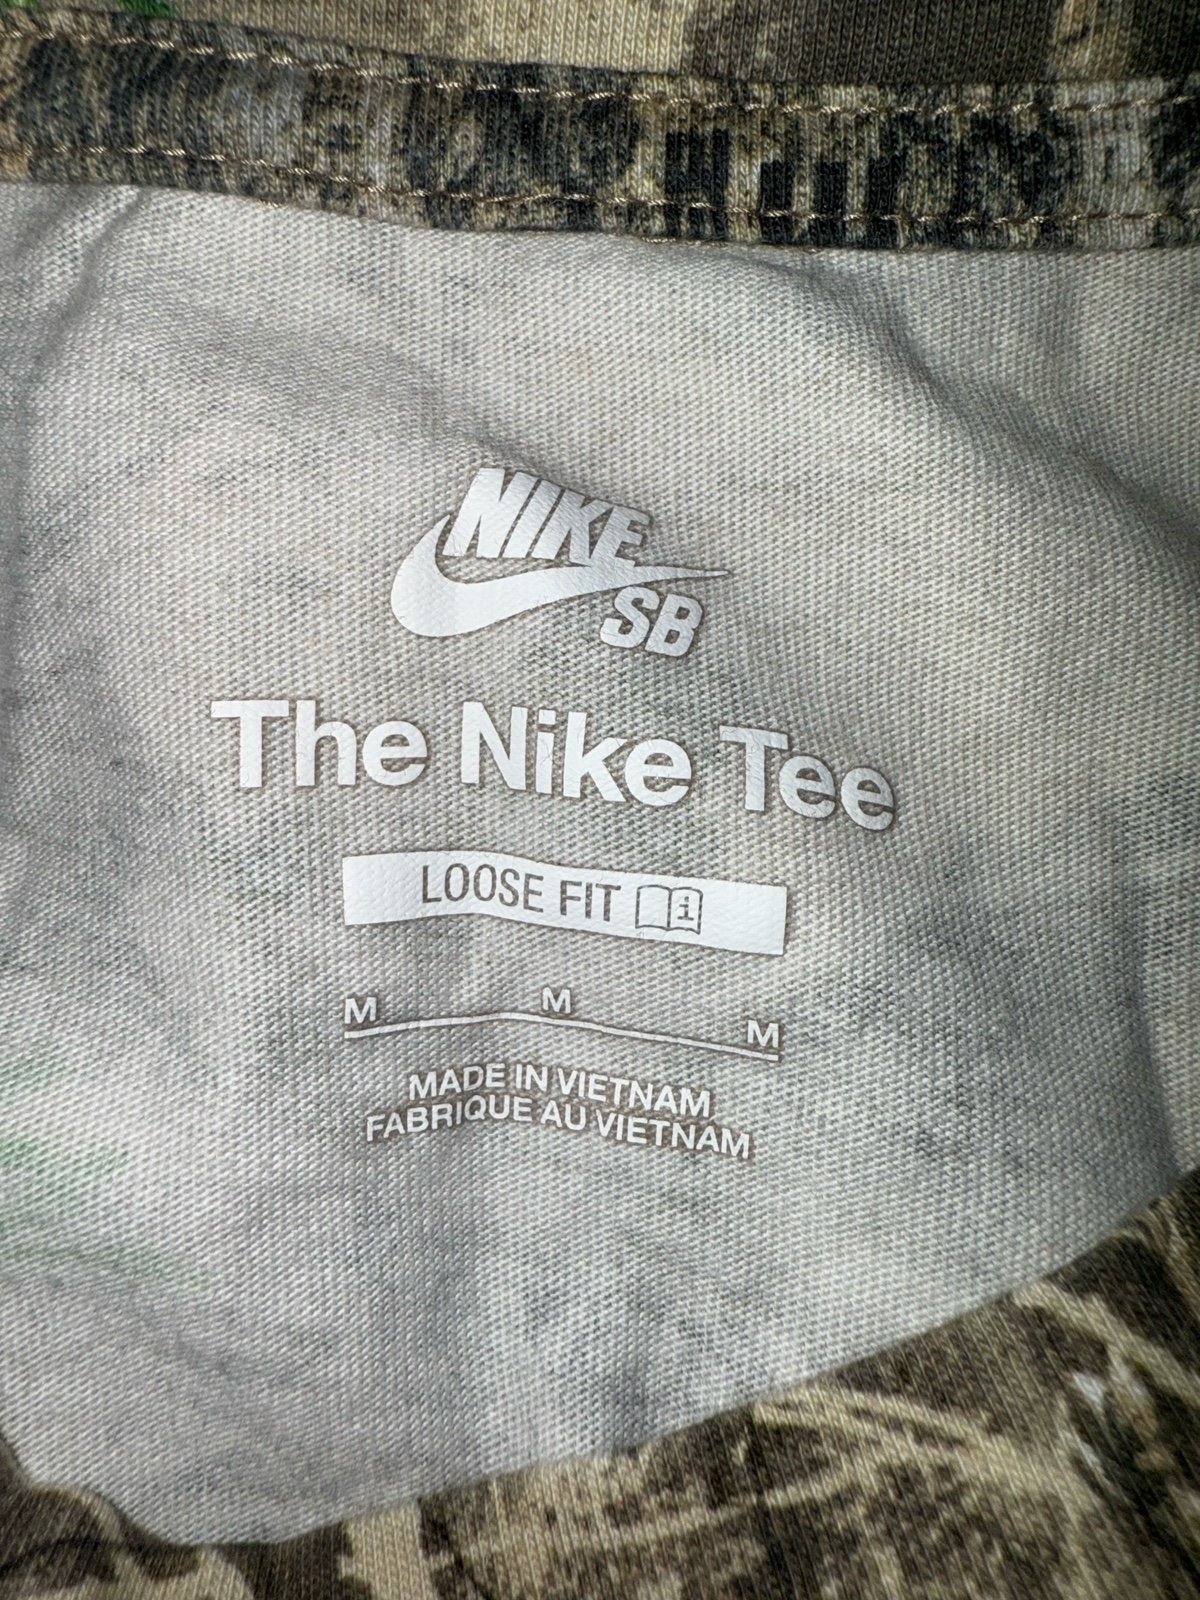 NIKE
SB
The Nike Tee
LOOSE FIT i
M M M
MADE IN VIETNAM
FABRIQUE AU VIETNAM